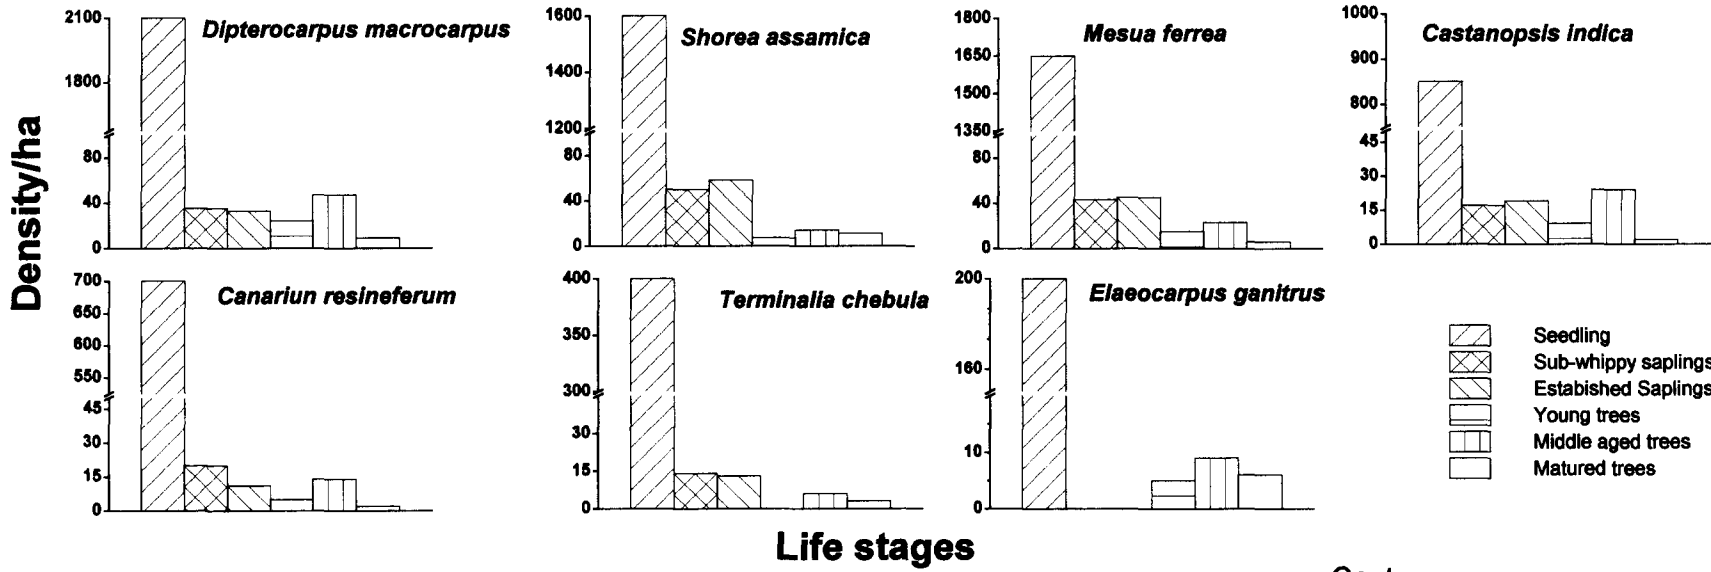 Density/ha
Dipterocarpus macrocarpus
2100
1800
80
40
0
Shorea assamica
1600
1400
1200
80
40
0
Mesua ferrea
1800
1650
1500
1350
80
40
0
Castanopsis indica
1000
900
800
45
30
15
0
Canariun resineferum
700
650
600
550
45
30
15
0
Terminalia chebula
400
350
300
30
15
0
Elaeocarpus ganitrus
200
160
10
0
Seedling
Sub-whippy saplings
Estabished Saplings
Young trees
Middle aged trees
Matured trees
Life stages